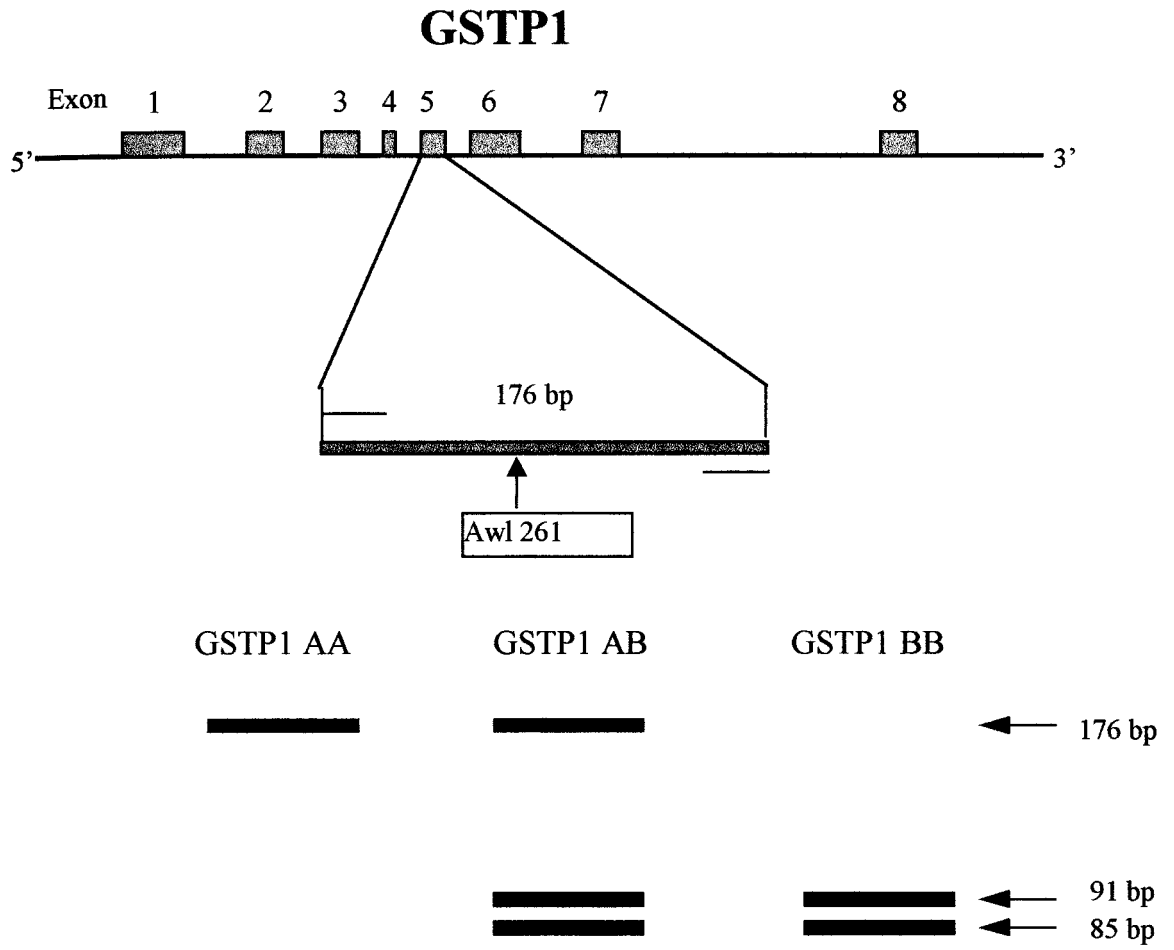 GSTP1
Exon 1 2 3 4 5 6 7 8
5’ 3’
176 bp
Awl 261
GSTP1 AA GSTP1 AB GSTP1 BB
176 bp
91 bp
85 bp